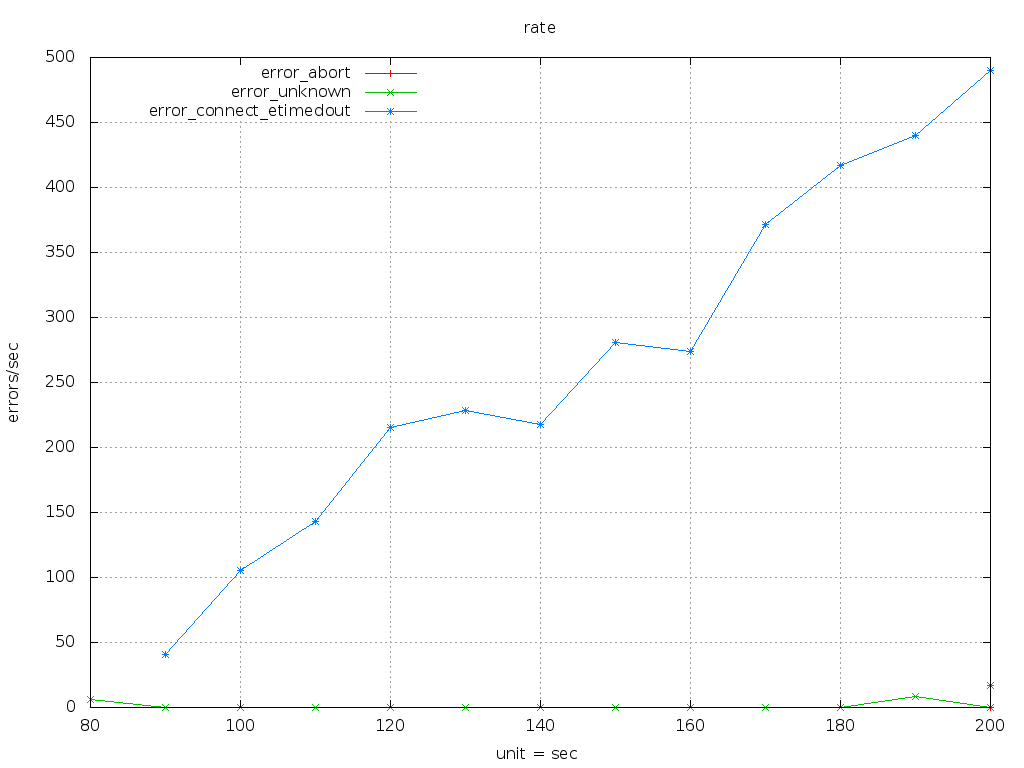 rate
error_abort
error_unknown
error_connect_etimedout
500
450
400
350
300
250
200
150
100
50
0
errors/sec
80 100 120 140 160 180 200
unit = sec